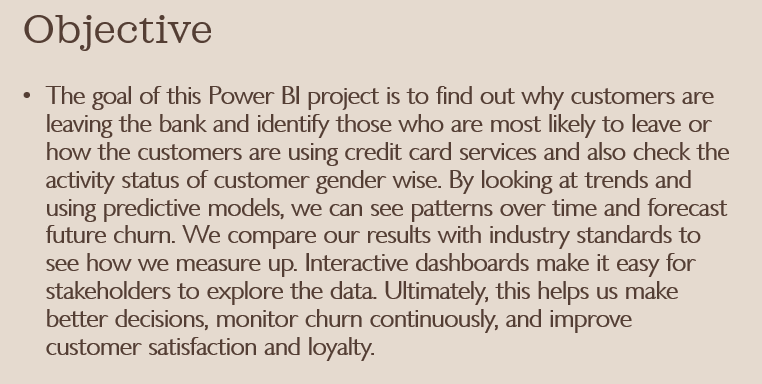 Objective
• The goal of this Power BI project is to find out why customers are
leaving the bank and identify those who are most likely to leave or
how the customers are using credit card services and also check the
activity status of customer gender wise. By looking at trends and
using predictive models, we can see patterns over time and forecast
future churn. We compare our results with industry standards to
see how we measure up. Interactive dashboards make it easy for
stakeholders to explore the data. Ultimately, this helps us make
better decisions, monitor churn continuously, and improve
customer satisfaction and loyalty.